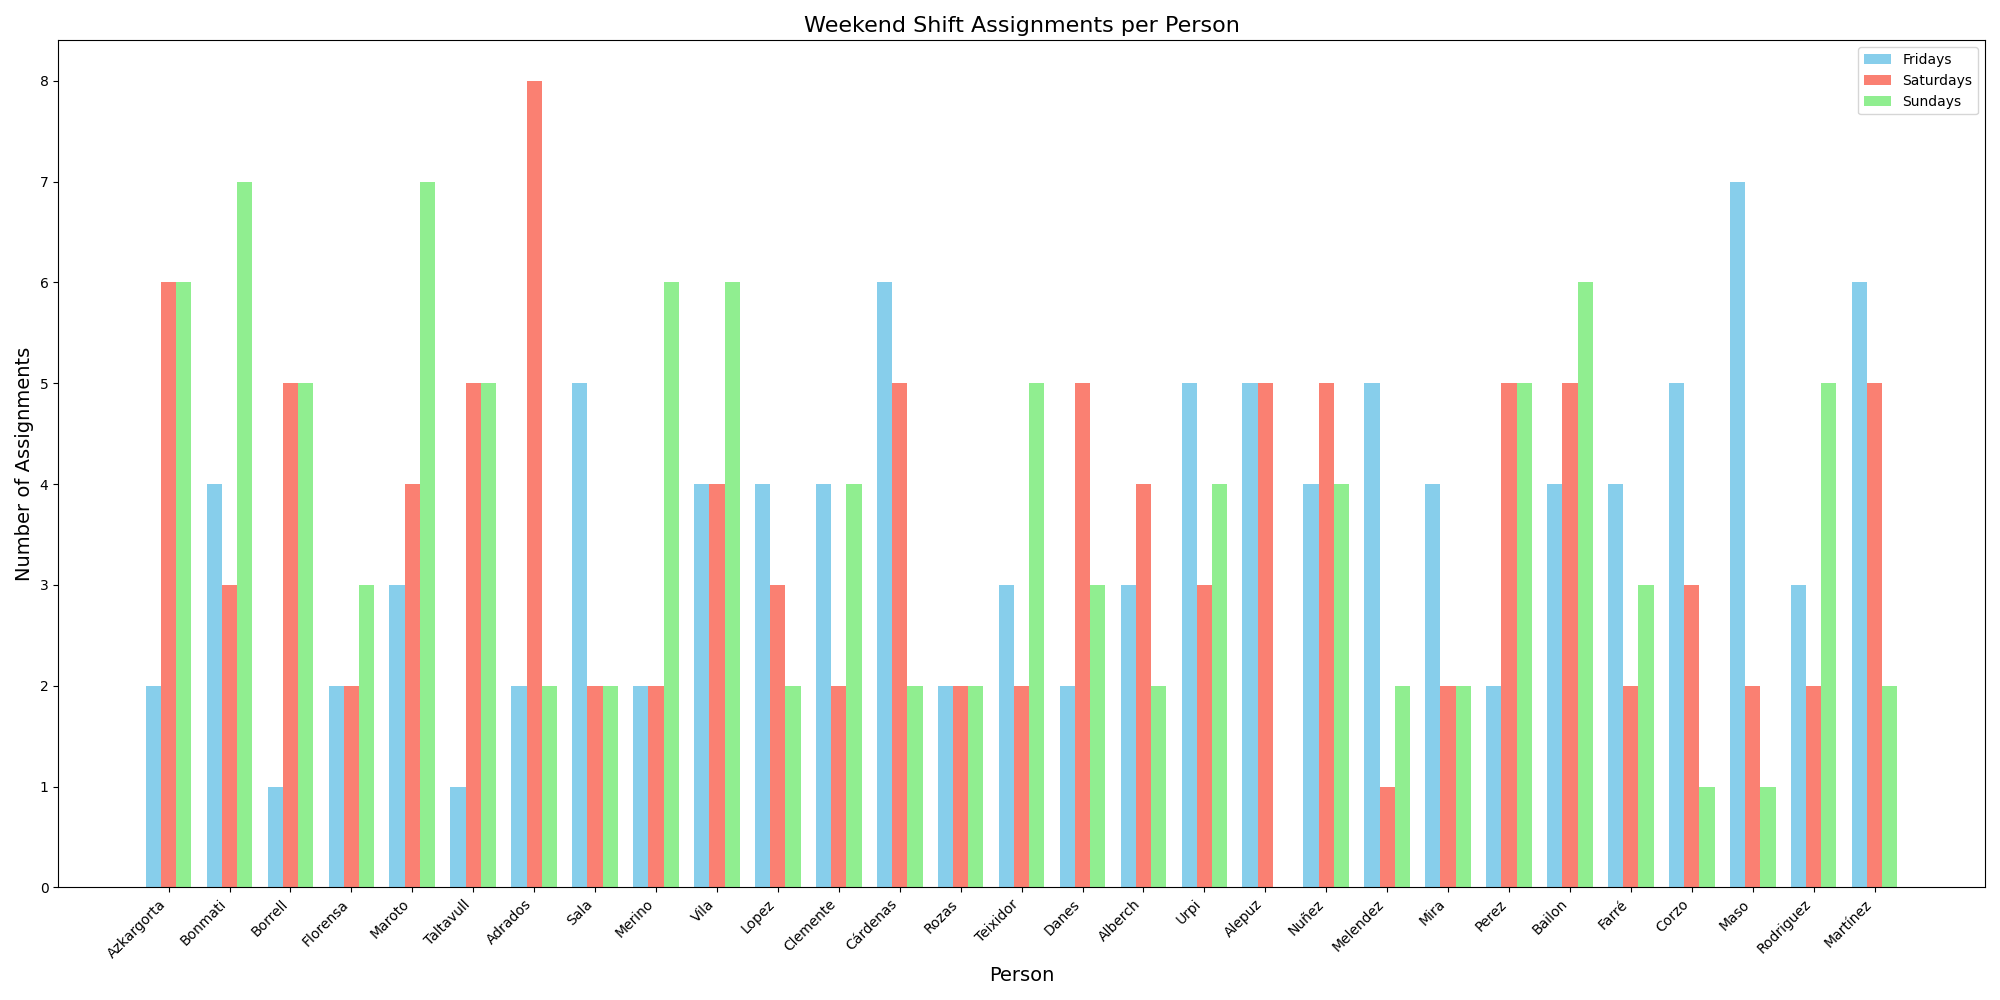 Weekend Shift Assignments per Person
Fridays
Saturdays
Sundays
Number of Assignments
8
7
6
5
4
3
2
1
0
Azkargorta
Bonmati
Borrell
Florensa
Maroto
Taltavull
Adrados
Sala
Merino
Vila
Lopez
Clemente
Cárdenas
Rozas
Teixidor
Danes
Alberch
Urpi
Alepuz
Nuñez
Melendez
Mira
Perez
Bailon
Farré
Corzo
Maso
Rodriguez
Martínez
Person